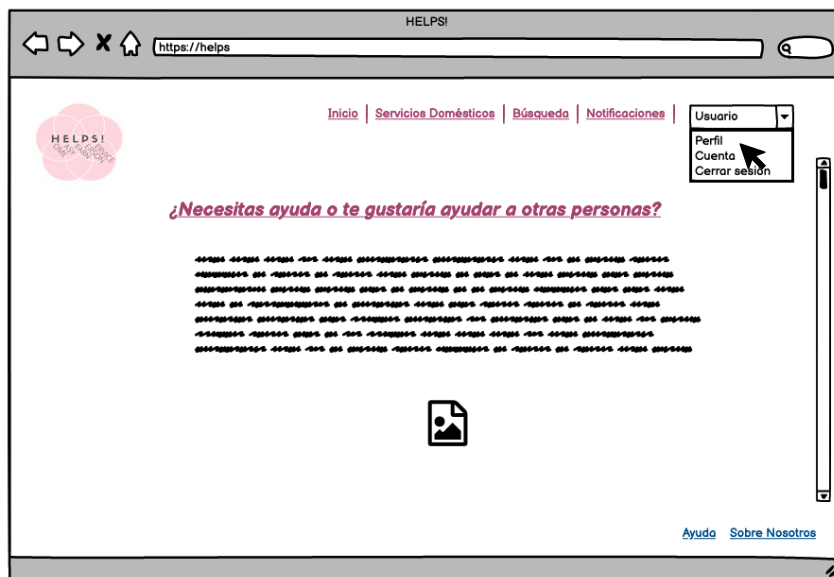 HELPS!
https://helps
HELPS!
Inicio Servicios Domésticos Búsqueda Notificaciones Usuario
Perfil
Cuenta
Cerrar sesión
¿Necesitas ayuda o te gustaría ayudar a otras personas?
Ayuda Sobre Nosotros